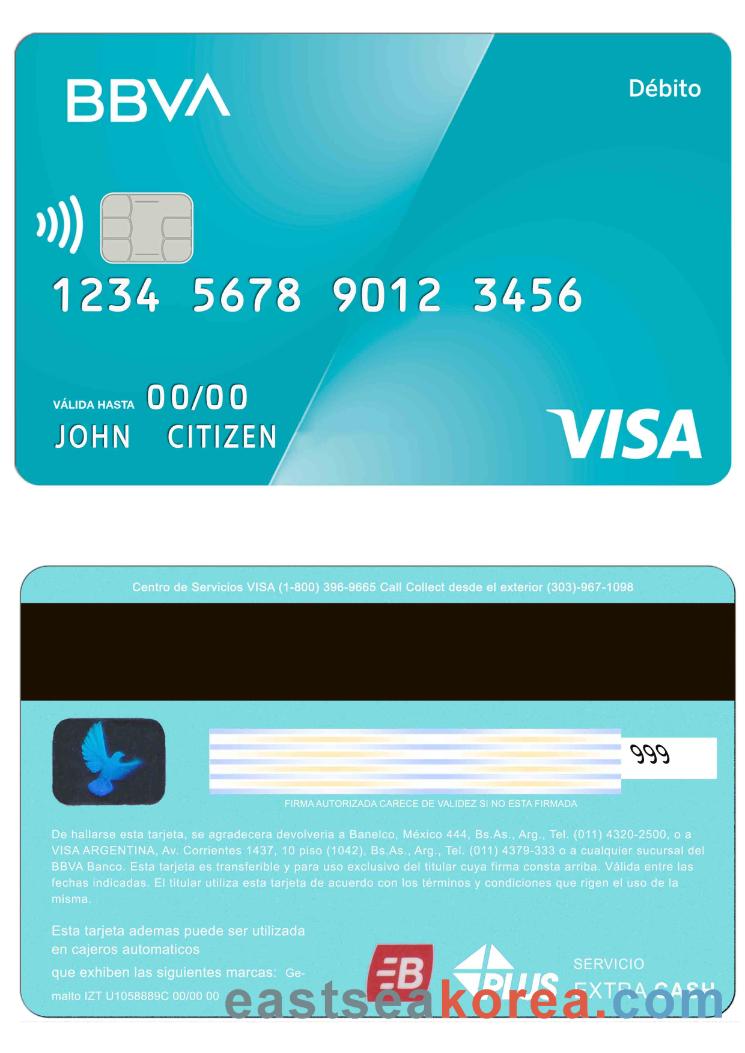 BBVA
Débito
1234 5678 9012 3456
VÁLIDA HASTA 00/00
JOHN CITIZEN
VISA
Centro de Servicios VISA (1-800) 396-9665 Call Collect desde el exterior (303)-967-1098
999
FIRMA AUTORIZADA CARECE DE VALIDEZ SI NO ESTA FIRMADA
De hallarse esta tarjeta, se agradecera devolveria a Banelco, México 444, Bs.As., Arg., Tel. (011) 4320-2500, o a
VISA ARGENTINA, Av. Corrientes 1437, 10 piso (1042), Bs.As., Arg., Tel. (011) 4379-333 o a cualquier sucursal del
BBVA Banco. Esta tarjeta es transferible y para uso exclusivo del titular cuya firma consta arriba. Válida entre las
fechas indicadas. El titular utiliza esta tarjeta de acuerdo con los términos y condiciones que rigen el uso de la
misma.
Esta tarjeta ademas puede ser utilizada
en cajeros automaticos
que exhiben las siguientes marcas: Ge-
malto IZT U1058889C 00/00 00
B
PLUS
SERVICIO
EXTRA CASH
eastseakorea.com